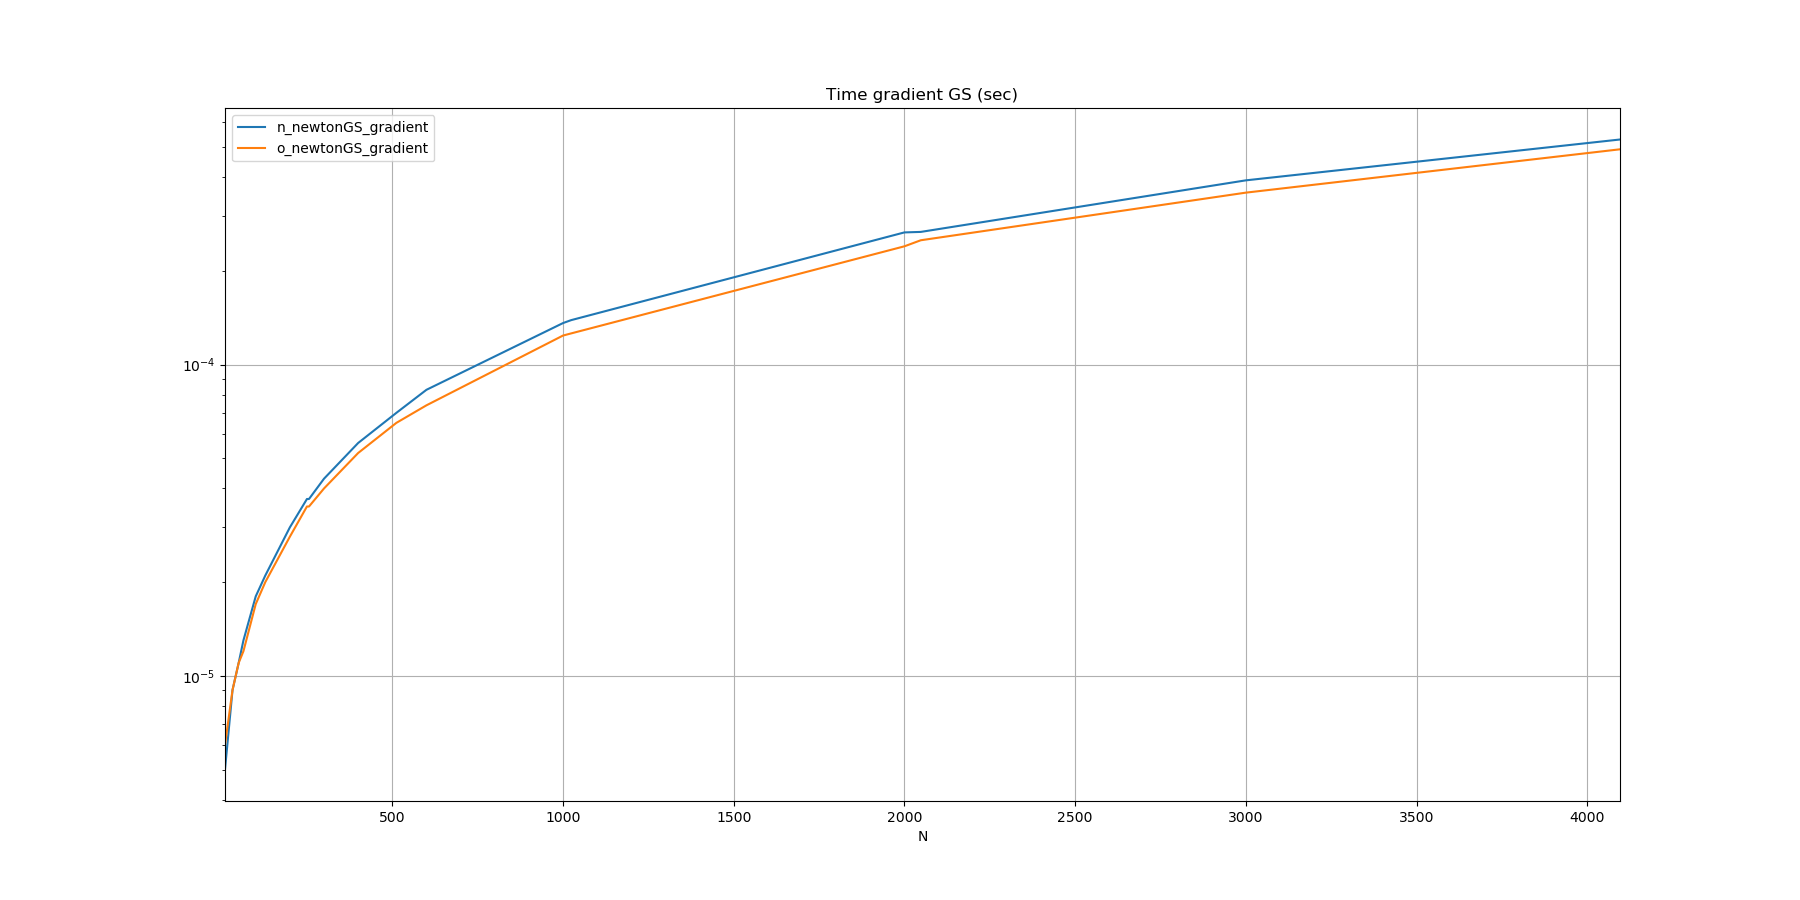 Time gradient GS (sec)
n_newtonGS_gradient
o_newtonGS_gradient
10⁻⁴
10⁻⁵
500 1000 1500 2000 2500 3000 3500 4000
N